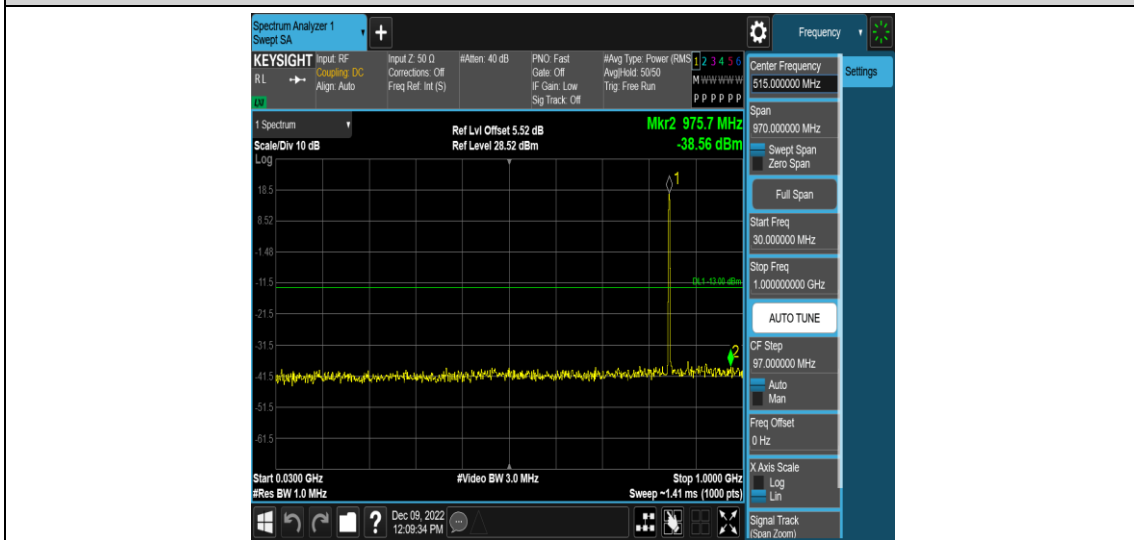 Spectrum Analyzer 1
Swept SA
+
Frequency
KEYSIGHT
RL
LXI
Input: RF
Coupling: DC
Align: Auto
Input Z: 50 Ω
Corrections: Off
Freq Ref: Int (S)
#Atten: 40 dB
PNO: Fast
Gate: Off
IF Gain: Low
Sig Track: Off
#Avg Type: Power (RMS
Avg|Hold: 50/50
Trig: Free Run
1 2 3 4 5 6
M W W W W W
P P P P P P
1 Spectrum
Scale/Div 10 dB
Ref Lvl Offset 5.52 dB
Ref Level 28.52 dBm
Mkr2 975.7 MHz
-38.56 dBm
Log
1
18.5
8.52
-1.48
-11.5
DL1 -13.00 dBm
-21.5
-31.5
2
-41.5
-51.5
-61.5
Start 0.0300 GHz
#Res BW 1.0 MHz
#Video BW 3.0 MHz
Stop 1.0000 GHz
Sweep ~1.41 ms (1000 pts)
?
Dec 09, 2022
12:09:34 PM
Center Frequency
515.000000 MHz
Settings
Span
970.000000 MHz
Swept Span
Zero Span
Full Span
Start Freq
30.000000 MHz
Stop Freq
1.000000000 GHz
AUTO TUNE
CF Step
97.000000 MHz
Auto
Man
Freq Offset
0 Hz
X Axis Scale
Log
Lin
Signal Track
(Span Zoom)